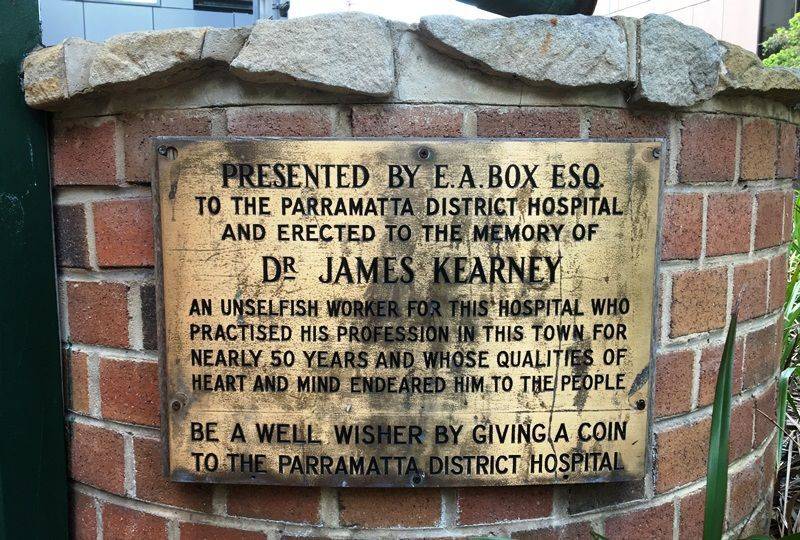 PRESENTED BY E.A. BOX ESQ.
TO THE PARRAMATTA DISTRICT HOSPITAL
AND ERECTED TO THE MEMORY OF
DR JAMES KEARNEY
AN UNSELFISH WORKER FOR THIS HOSPITAL WHO
PRACTISED HIS PROFESSION IN THIS TOWN FOR
NEARLY 50 YEARS AND WHOSE QUALITIES OF
HEART AND MIND ENDEARED HIM TO THE PEOPLE
BE A WELL WISHER BY GIVING A COIN
TO THE PARRAMATTA DISTRICT HOSPITAL